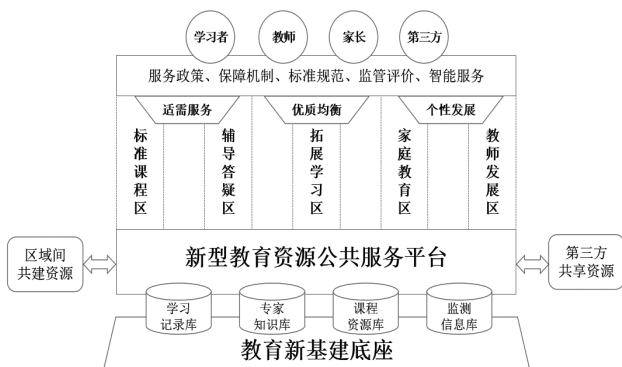 学习者
教师
家长
第三方
服务政策、保障机制、标准规范、监管评价、智能服务
适需服务
优质均衡
个性发展
标准课程区
辅导答疑区
拓展学习区
家庭教育区
教师发展区
区域间
共建资源
新型教育资源公共服务平台
第三方
共享资源
学习
记录库
专家
知识库
课程
资源库
监测
信息库
教育新基建底座